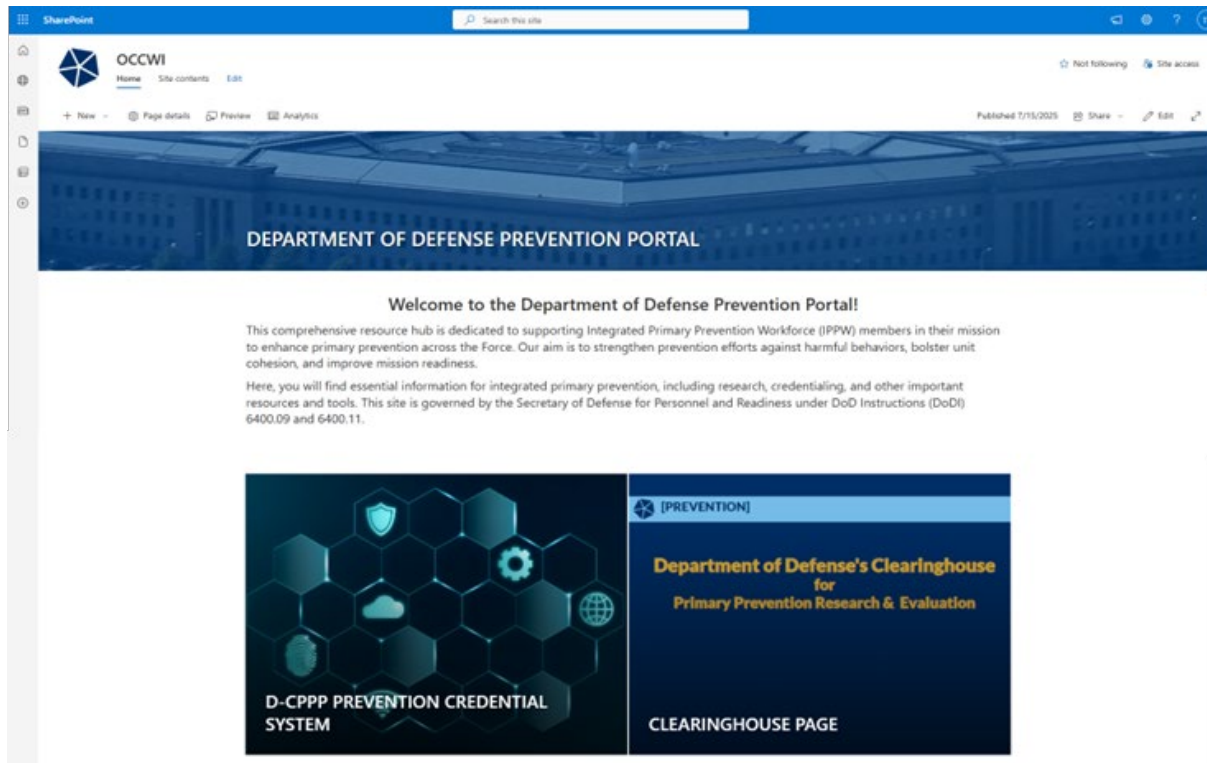 SharePoint
Search this site
?
OCCWI
Home Site contents Edit
Not following Site access
+ New Page details Preview Analytics
Published 7/15/2025 Share Edit
DEPARTMENT OF DEFENSE PREVENTION PORTAL
Welcome to the Department of Defense Prevention Portal!
This comprehensive resource hub is dedicated to supporting Integrated Primary Prevention Workforce (IPPW) members in their mission
to enhance primary prevention across the Force. Our aim is to strengthen prevention efforts against harmful behaviors, bolster unit
cohesion, and improve mission readiness.
Here, you will find essential information for integrated primary prevention, including research, credentialing, and other important
resources and tools. This site is governed by the Secretary of Defense for Personnel and Readiness under DoD Instructions (DoDI)
6400.09 and 6400.11.
D-CPPP PREVENTION CREDENTIAL
SYSTEM
[PREVENTION]
Department of Defense's Clearinghouse
for
Primary Prevention Research & Evaluation
CLEARINGHOUSE PAGE